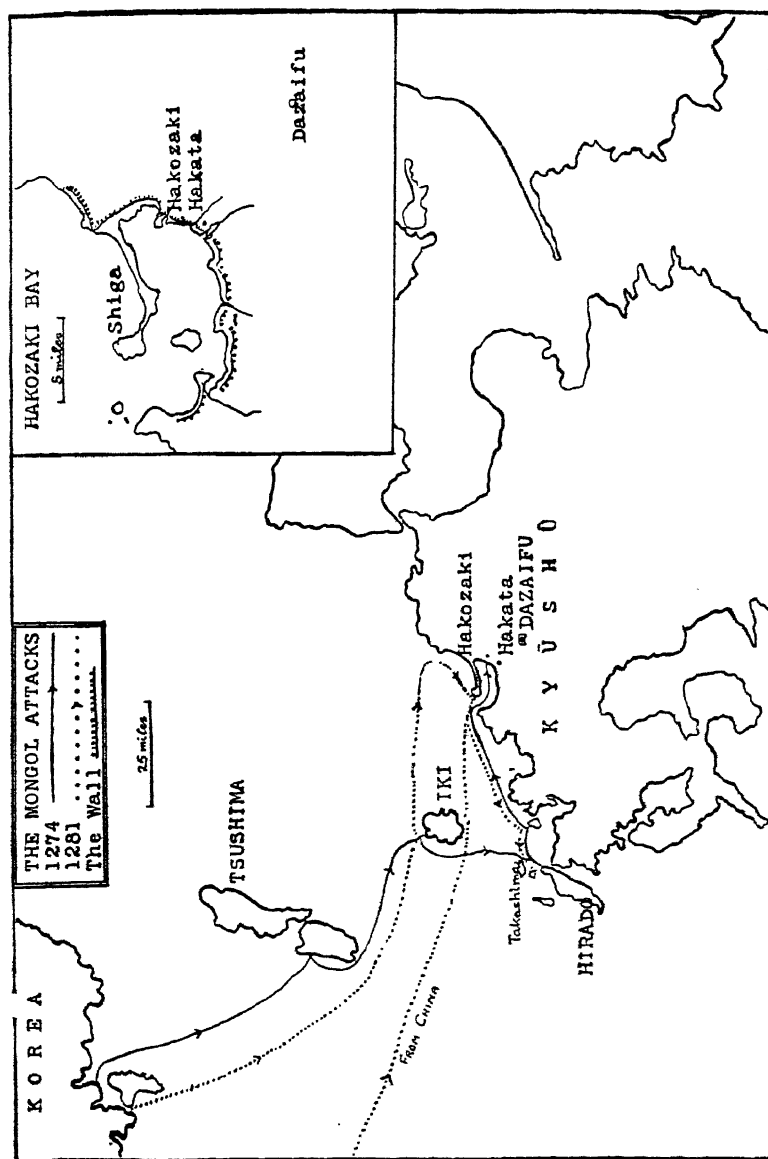 HAKOZAKI BAY
5 miles
Shiga
Hakozaki
Hakata
Dazaifu
THE MONGOL ATTACKS
1274
1281
The Wall
25 miles
KOREA
TSUSHIMA
IKI
Hakozaki
Hakata
DAZAIFU
KYŪSHO
Takashima
HIRADO
FROM CHINA